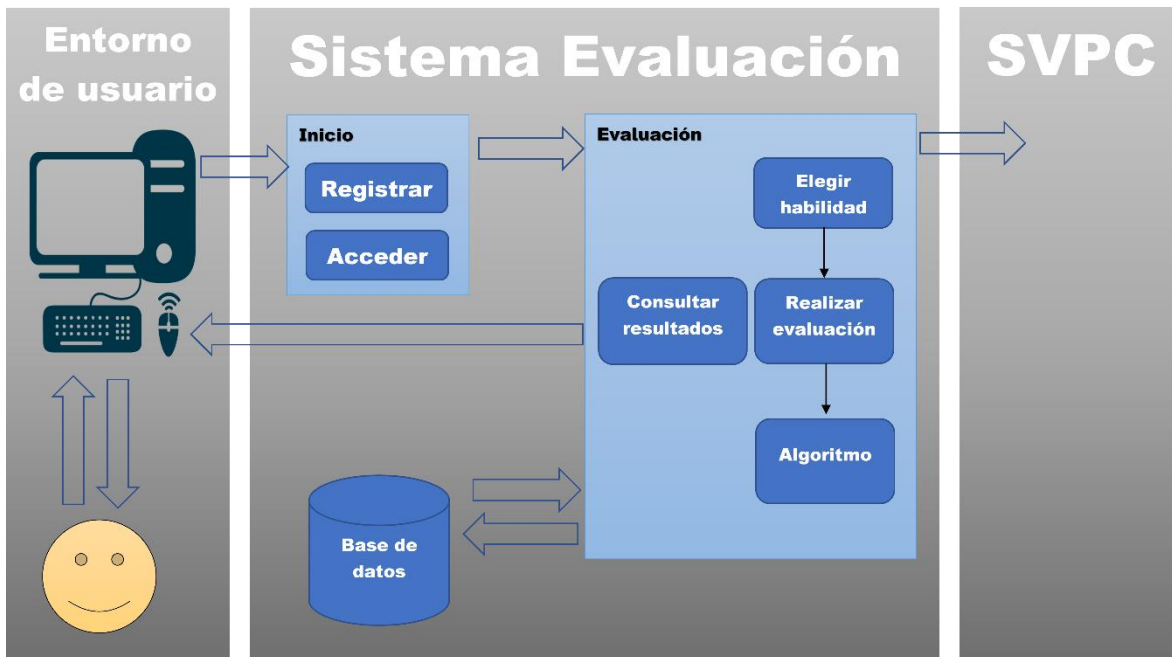 Entorno
de usuario
Sistema Evaluación
SVPC
Inicio
Registrar
Acceder
Evaluación
Elegir
habilidad
Consultar
resultados
Realizar
evaluación
Algoritmo
Base de
datos